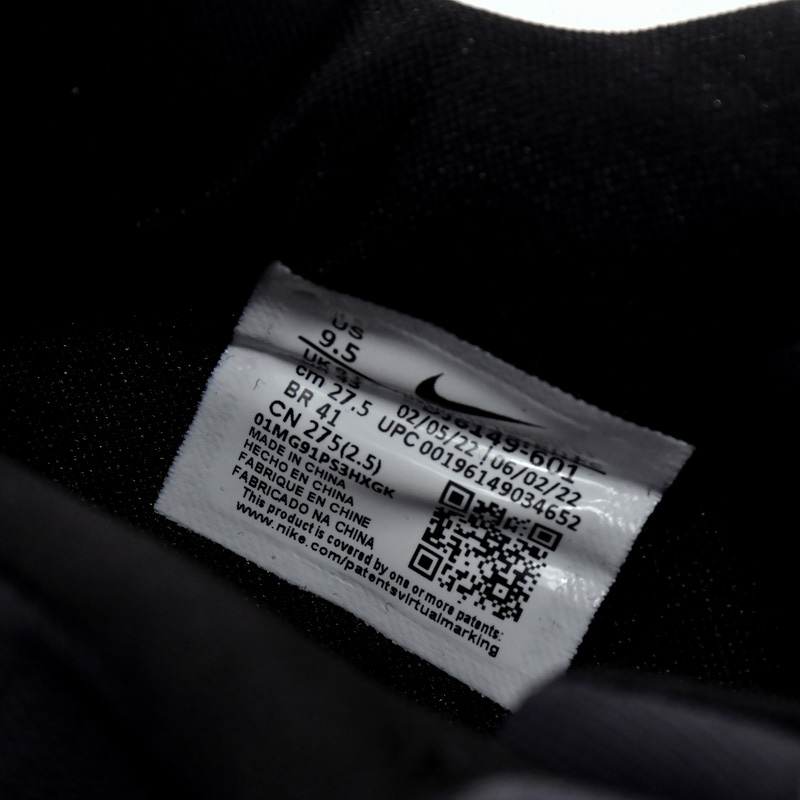 US
9.5
UK
cm 27.5
BR 41
CN 275(2.5)
01MG91PS3HXGK
MADE IN CHINA
HECHO EN CHINA
FABRIQUE EN CHINE
FABRICADO NA CHINA
This product is covered by one or more patents:
www.nike.com/patentsvirtualmarking
02/05/22 | 06/02/22
UPC 00196149034652